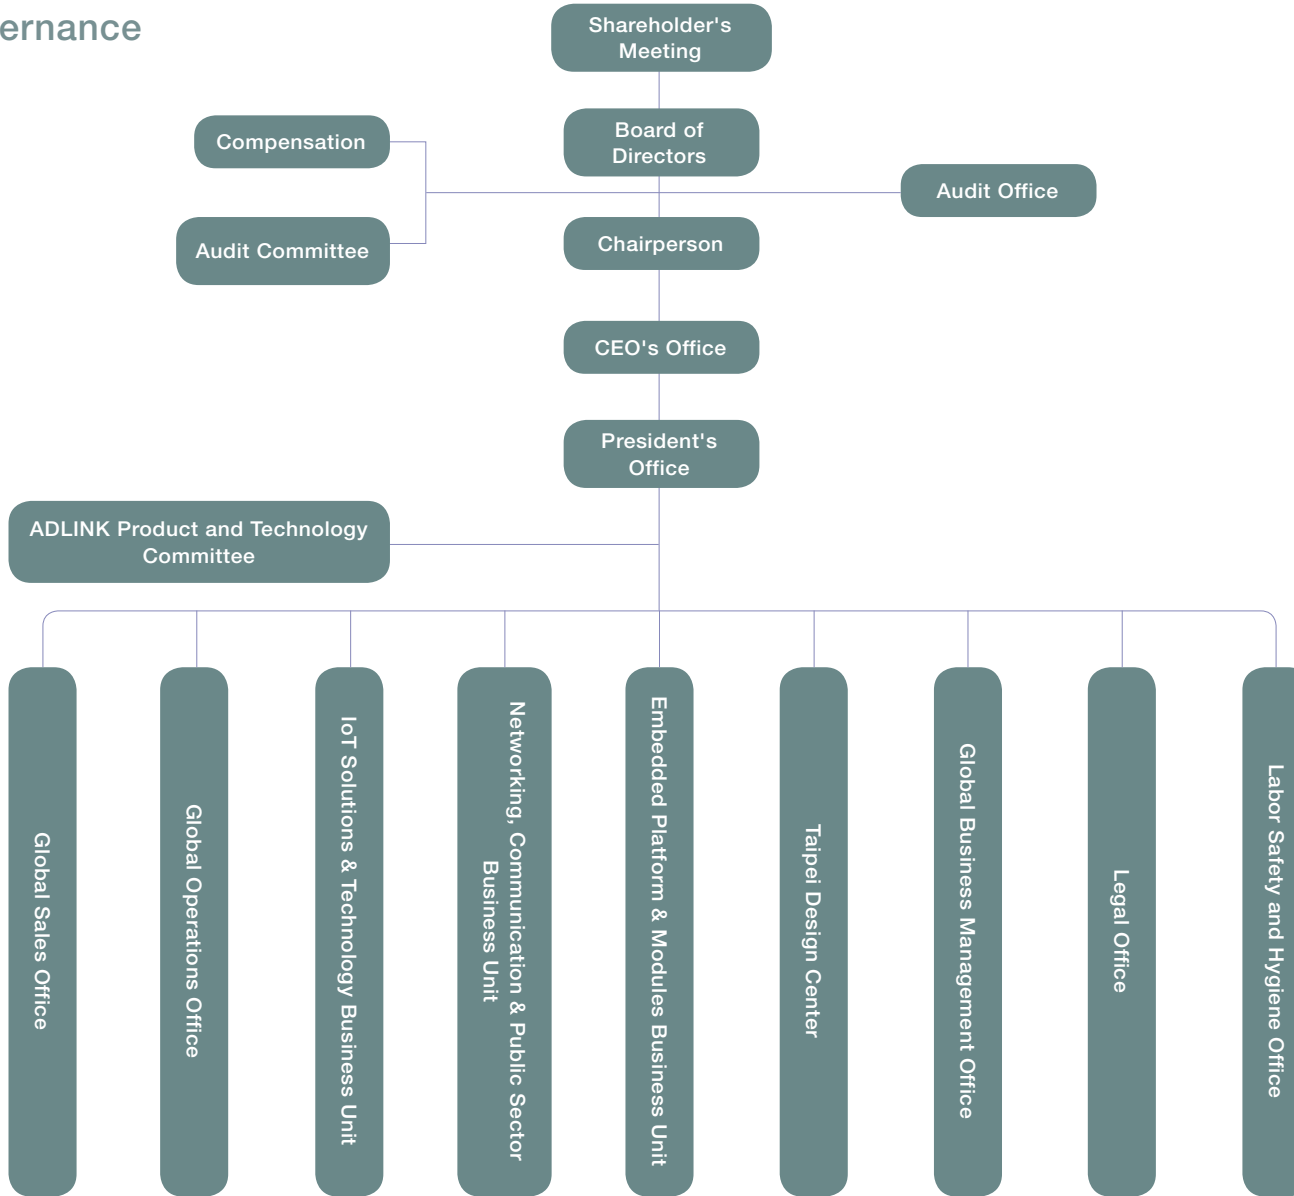 ernance
Shareholder's
Meeting
Board of
Directors
Compensation
Audit Office
Audit Committee
Chairperson
CEO's Office
President's
Office
ADLINK Product and Technology
Committee
Global Sales Office
Global Operations Office
IoT Solutions & Technology Business Unit
Networking, Communication & Public Sector
Business Unit
Embedded Platform & Modules Business Unit
Taipei Design Center
Global Business Management Office
Legal Office
Labor Safety and Hygiene Office